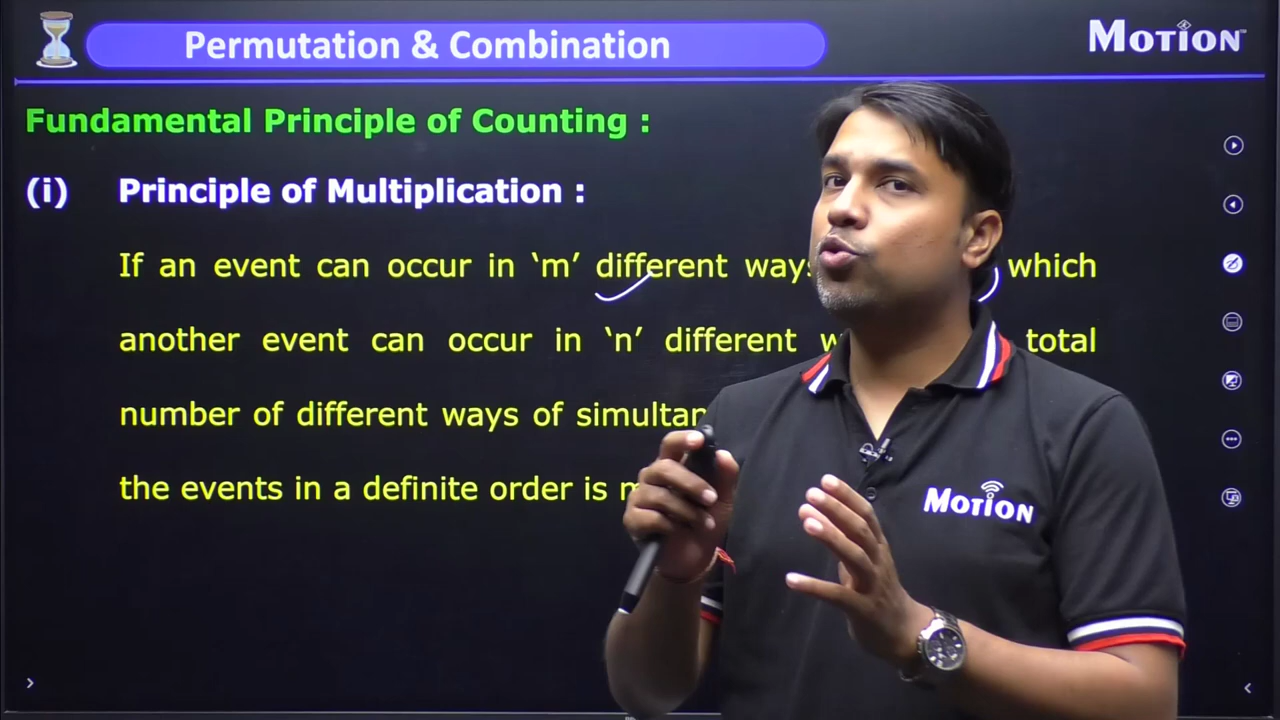 Permutation & Combination
MOTION
Fundamental Principle of Counting :
(i) Principle of Multiplication :
If an event can occur in ‘m’ different ways which
another event can occur in ‘n’ different total
number of different ways of
the events in a definite order is
MOTION